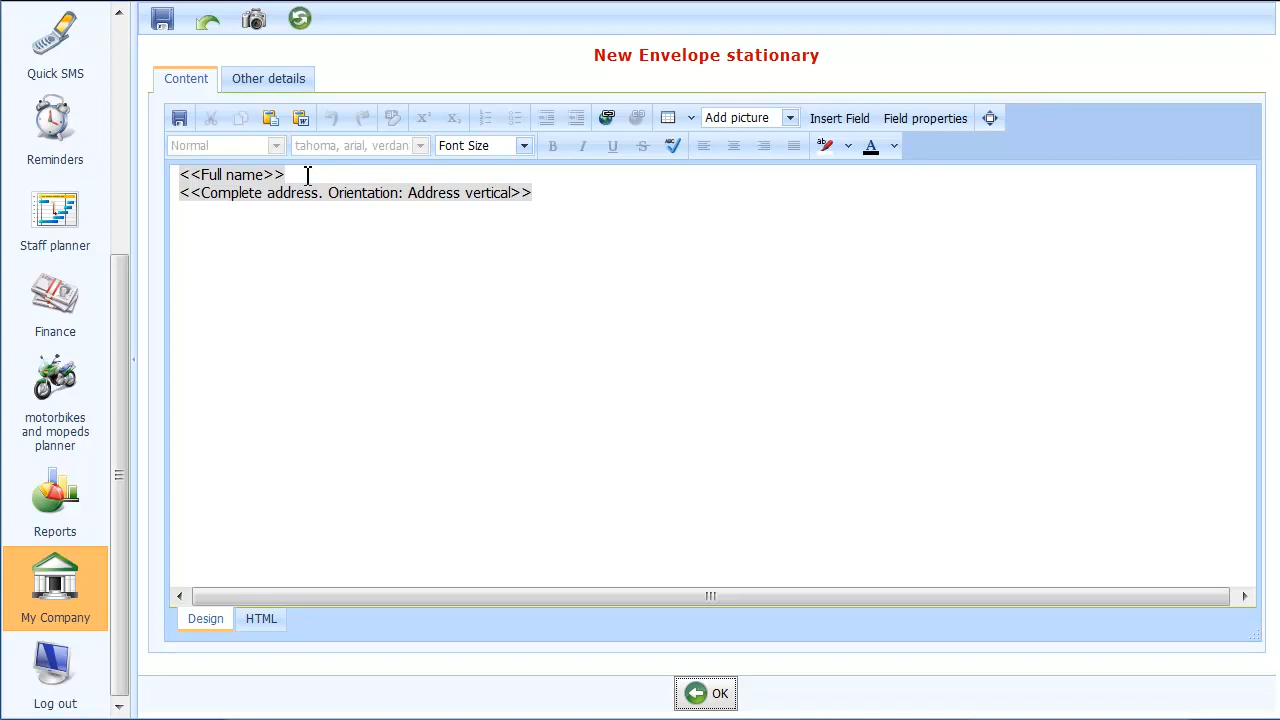 Quick SMS
Reminders
Staff planner
Finance
motorbikes
and mopeds
planner
Reports
My Company
Log out
New Envelope stationary
Content Other details
Add picture Insert Field Field properties
Normal tahoma, arial, verdan Font Size B I U S ab A
<<Full name>>
<<Complete address. Orientation: Address vertical>>
Design HTML
OK